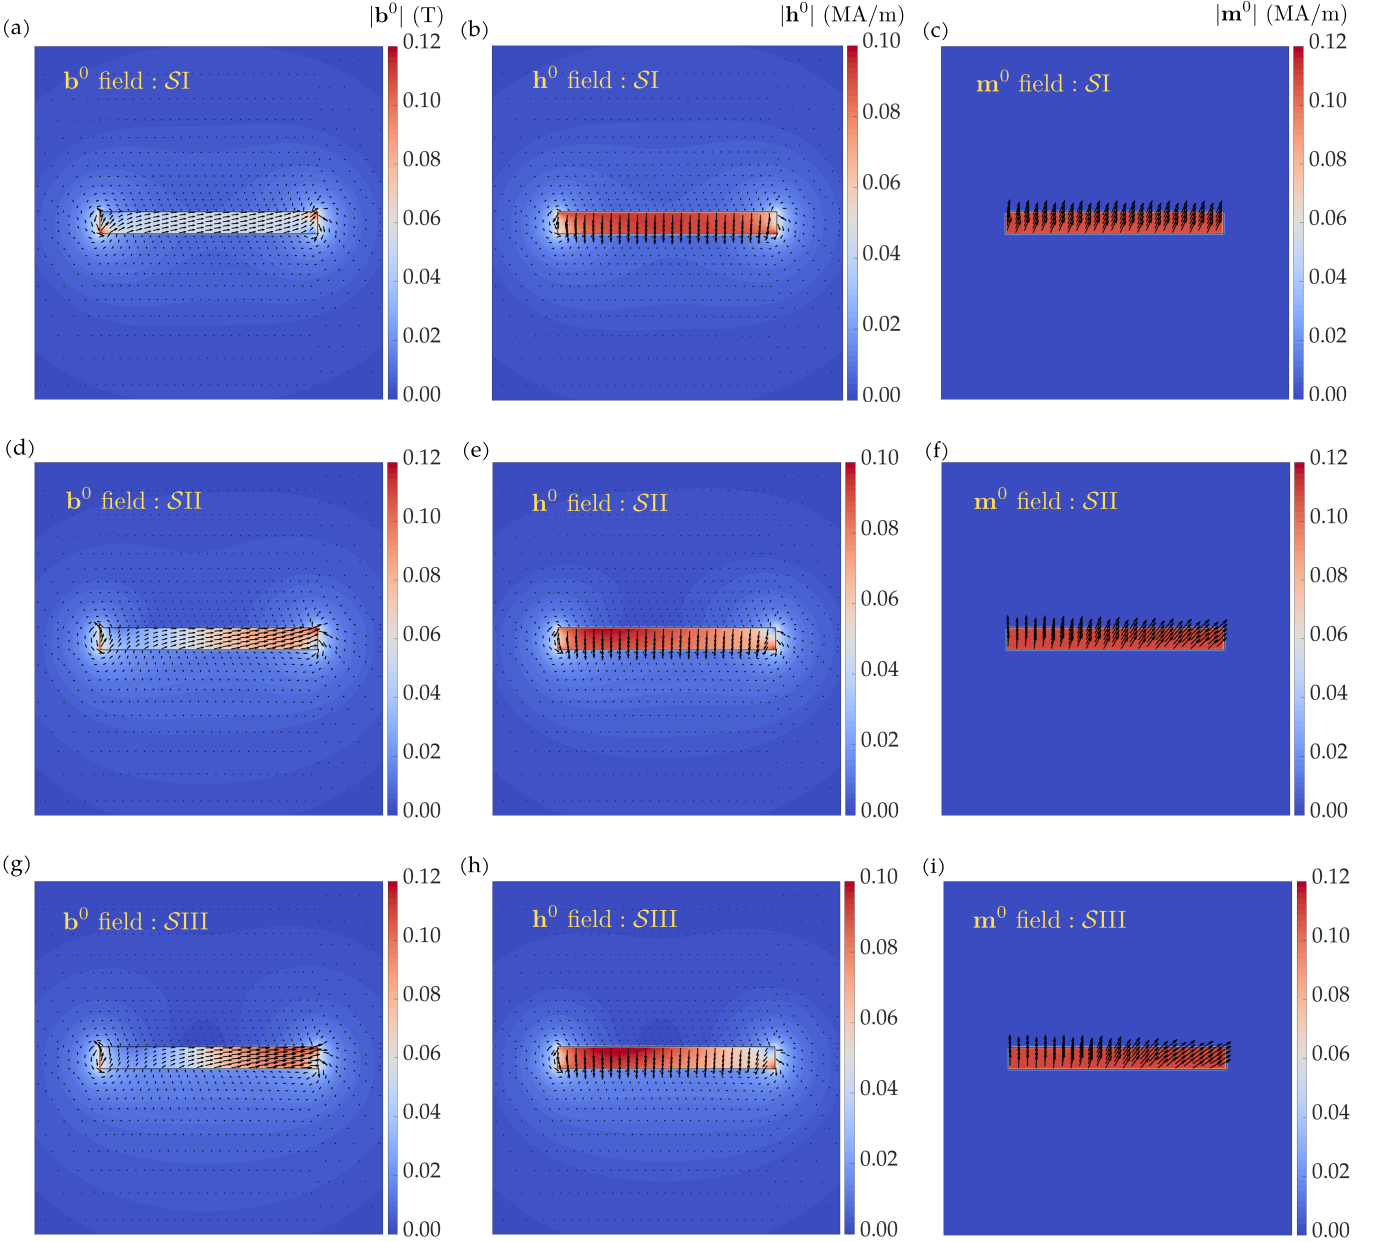 (a)
|b⁰| (T)
b⁰ field : 𝒮I
0.12
0.10
0.08
0.06
0.04
0.02
0.00
(b)
|h⁰| (MA/m)
h⁰ field : 𝒮I
0.10
0.08
0.06
0.04
0.02
0.00
(c)
|m⁰| (MA/m)
m⁰ field : 𝒮I
0.12
0.10
0.08
0.06
0.04
0.02
0.00
(d)
b⁰ field : 𝒮II
0.12
0.10
0.08
0.06
0.04
0.02
0.00
(e)
h⁰ field : 𝒮II
0.10
0.08
0.06
0.04
0.02
0.00
(f)
m⁰ field : 𝒮II
0.12
0.10
0.08
0.06
0.04
0.02
0.00
(g)
b⁰ field : 𝒮III
0.12
0.10
0.08
0.06
0.04
0.02
0.00
(h)
h⁰ field : 𝒮III
0.10
0.08
0.06
0.04
0.02
0.00
(i)
m⁰ field : 𝒮III
0.12
0.10
0.08
0.06
0.04
0.02
0.00